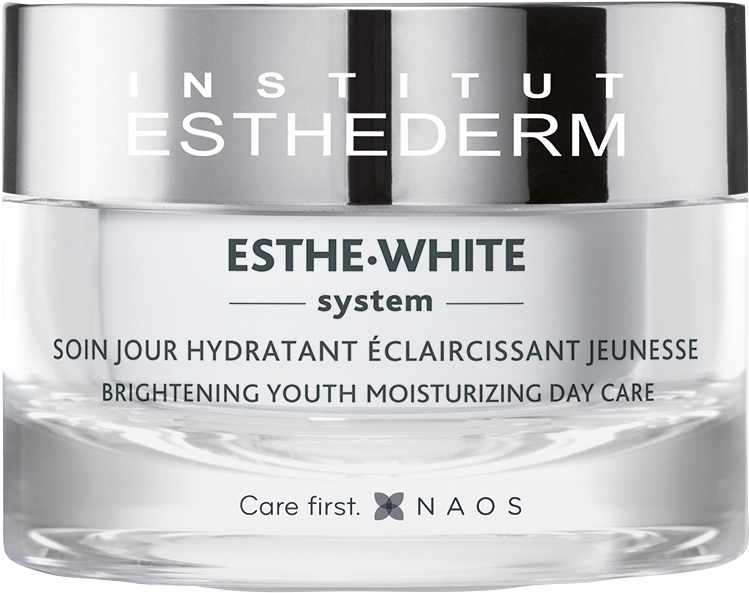 INSTITUT
ESTHEDERM
ESTHE•WHITE
system
SOIN JOUR HYDRATANT ÉCLAIRCISSANT JEUNESSE
BRIGHTENING YOUTH MOISTURIZING DAY CARE
Care first. NAOS